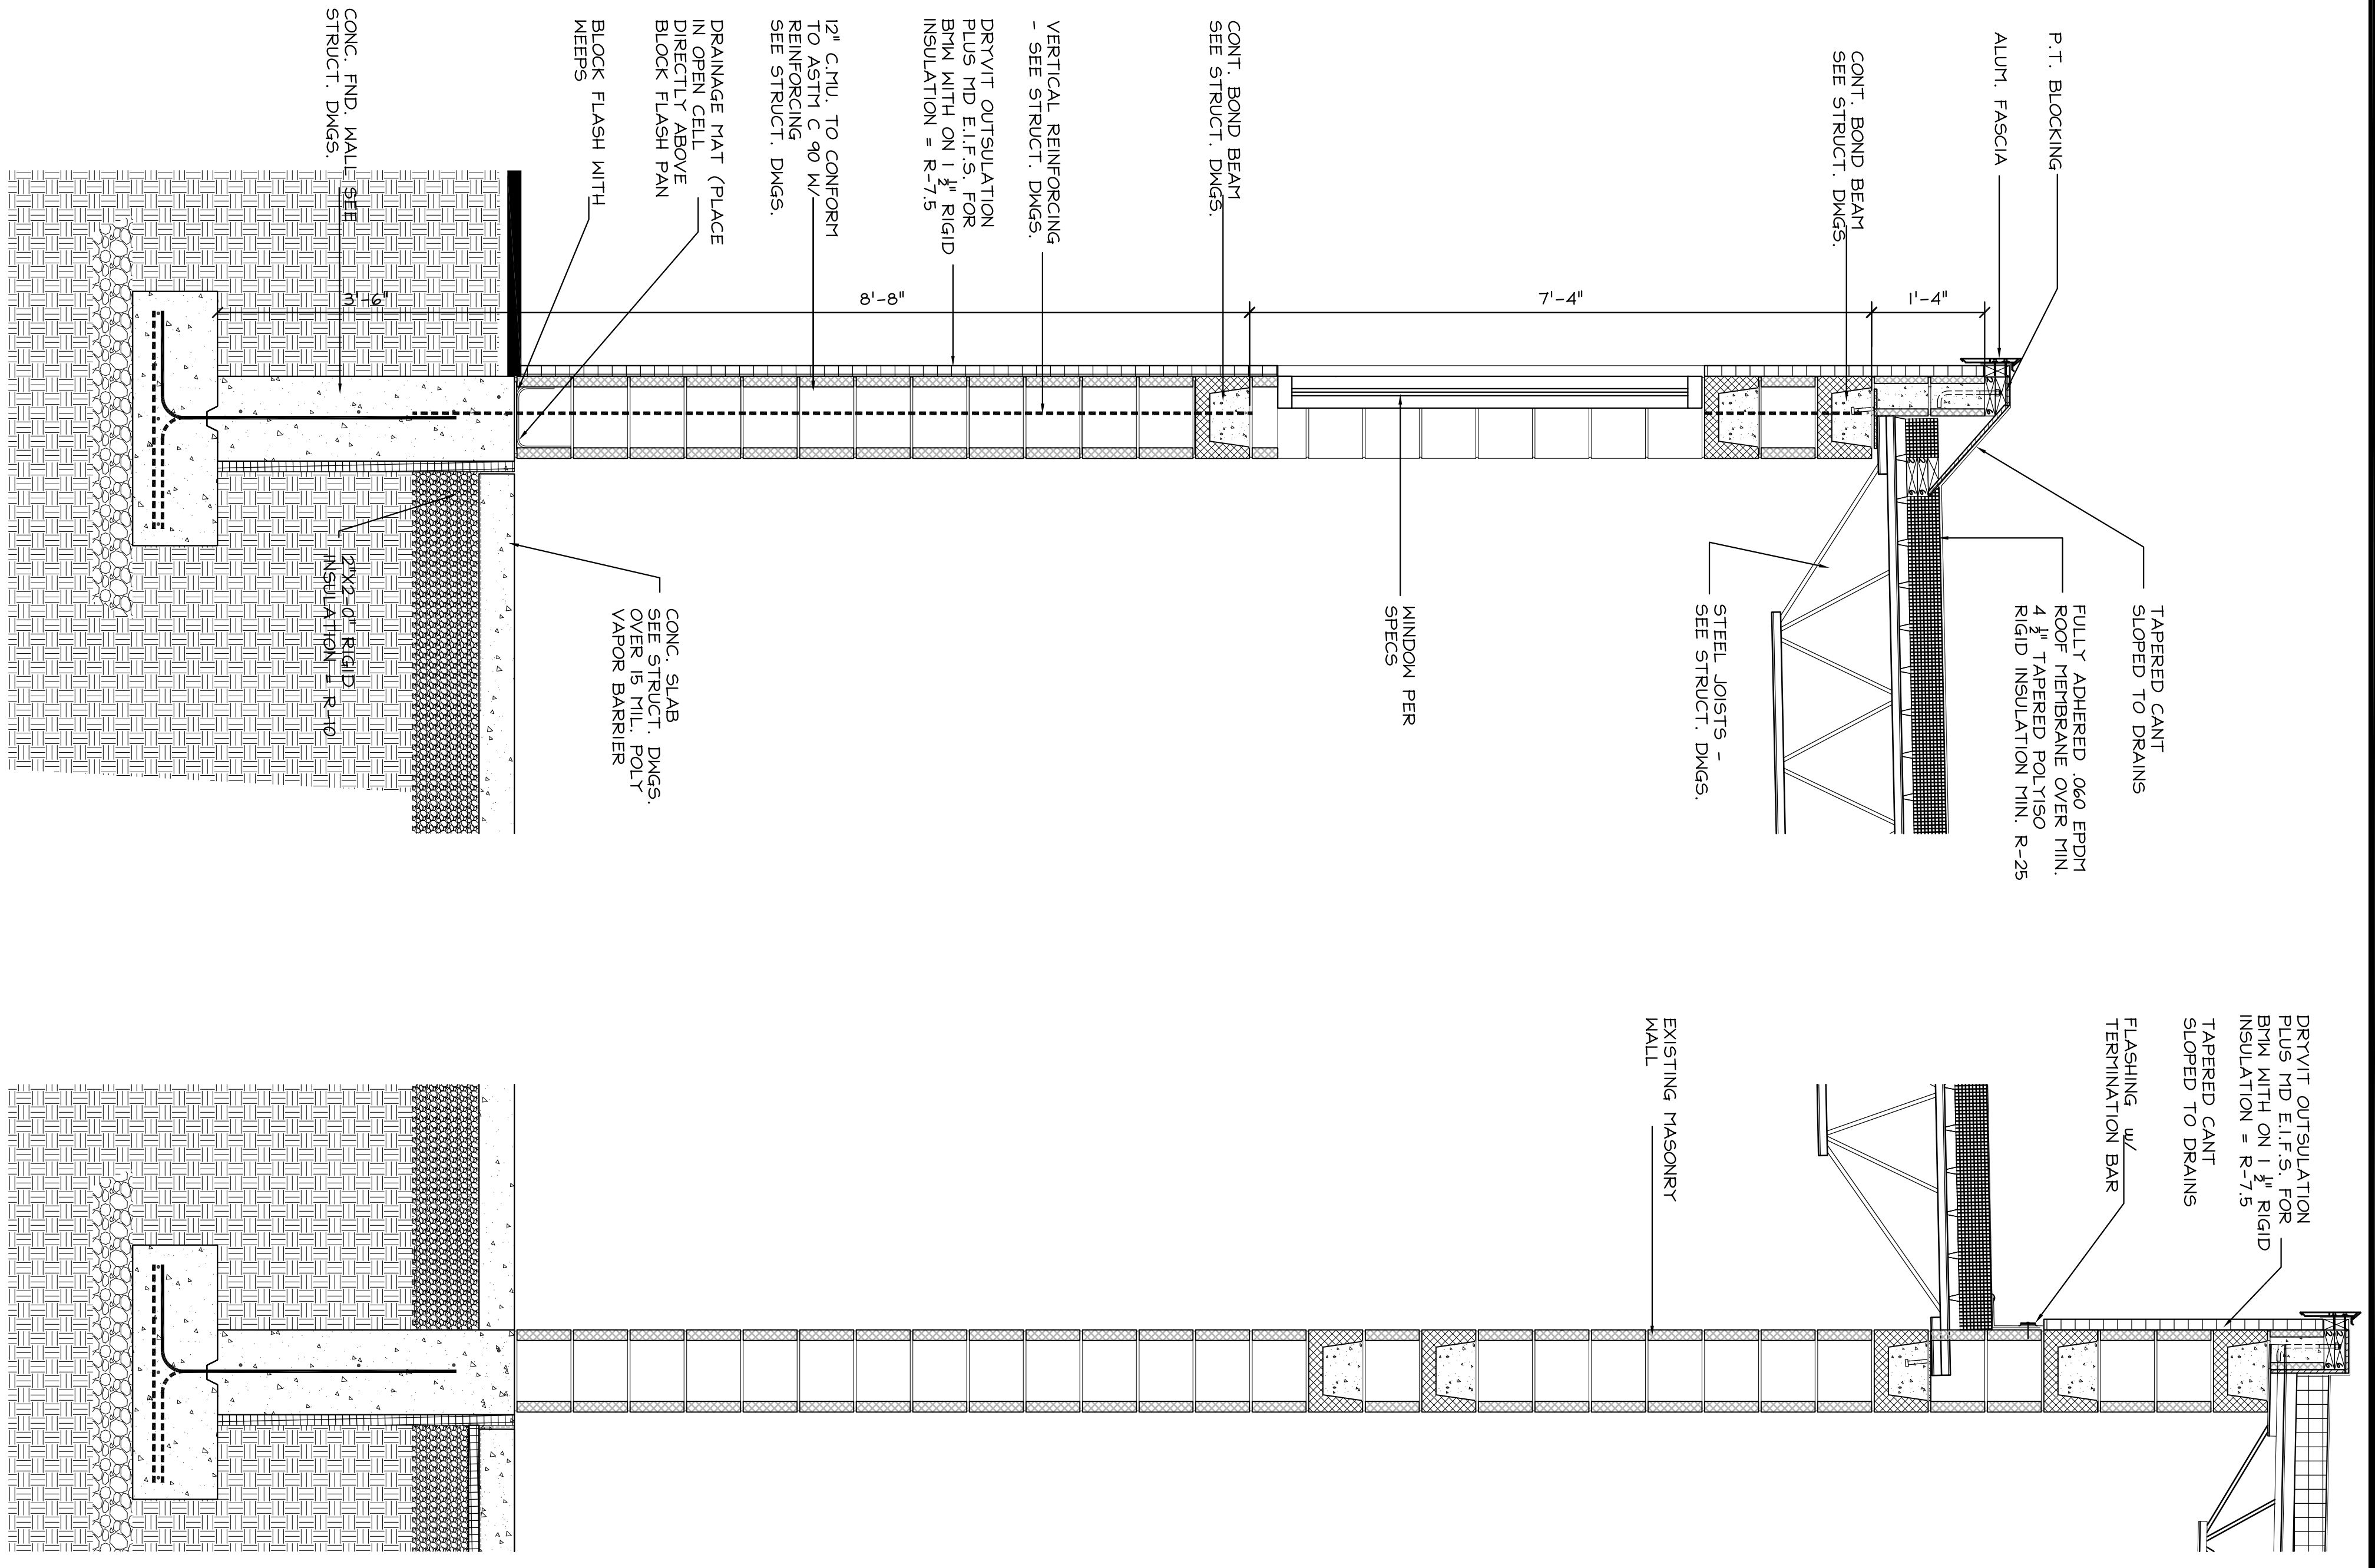 P.T. BLOCKING
ALUM. FASCIA
CONT. BOND BEAM
SEE STRUCT. DWGS.
CONT. BOND BEAM
SEE STRUCT. DWGS.
VERTICAL REINFORCING
- SEE STRUCT. DWGS.
DRYVIT OUTSULATION
PLUS MD E.I.F.S. FOR
BMW WITH ON 1 1/2" RIGID
INSULATION = R-7.5
12" C.MU. TO CONFORM
TO ASTM C 90 W/
REINFORCING
SEE STRUCT. DWGS.
DRAINAGE MAT (PLACE
IN OPEN CELL
DIRECTLY ABOVE
BLOCK FLASH PAN
BLOCK FLASH WITH
WEEPS
CONC. FND. WALL SEE
STRUCT. DWGS.
1'-4"
7'-4"
8'-8"
3'-6"
TAPERED CANT
SLOPED TO DRAINS
FULLY ADHERED .060 EPDM
ROOF MEMBRANE OVER MIN.
4 1/2" TAPERED POLYISO
RIGID INSULATION MIN. R-25
STEEL JOISTS -
SEE STRUCT. DWGS.
WINDOW PER
SPECS
CONC. SLAB
SEE STRUCT. DWGS.
OVER 15 MIL. POLY
VAPOR BARRIER
2"X2'-0" RIGID
INSULATION = R-10
DRYVIT OUTSULATION
PLUS MD E.I.F.S. FOR
BMW WITH ON 1 1/2" RIGID
INSULATION = R-7.5
TAPERED CANT
SLOPED TO DRAINS
FLASHING w/
TERMINATION BAR
EXISTING MASONRY
WALL